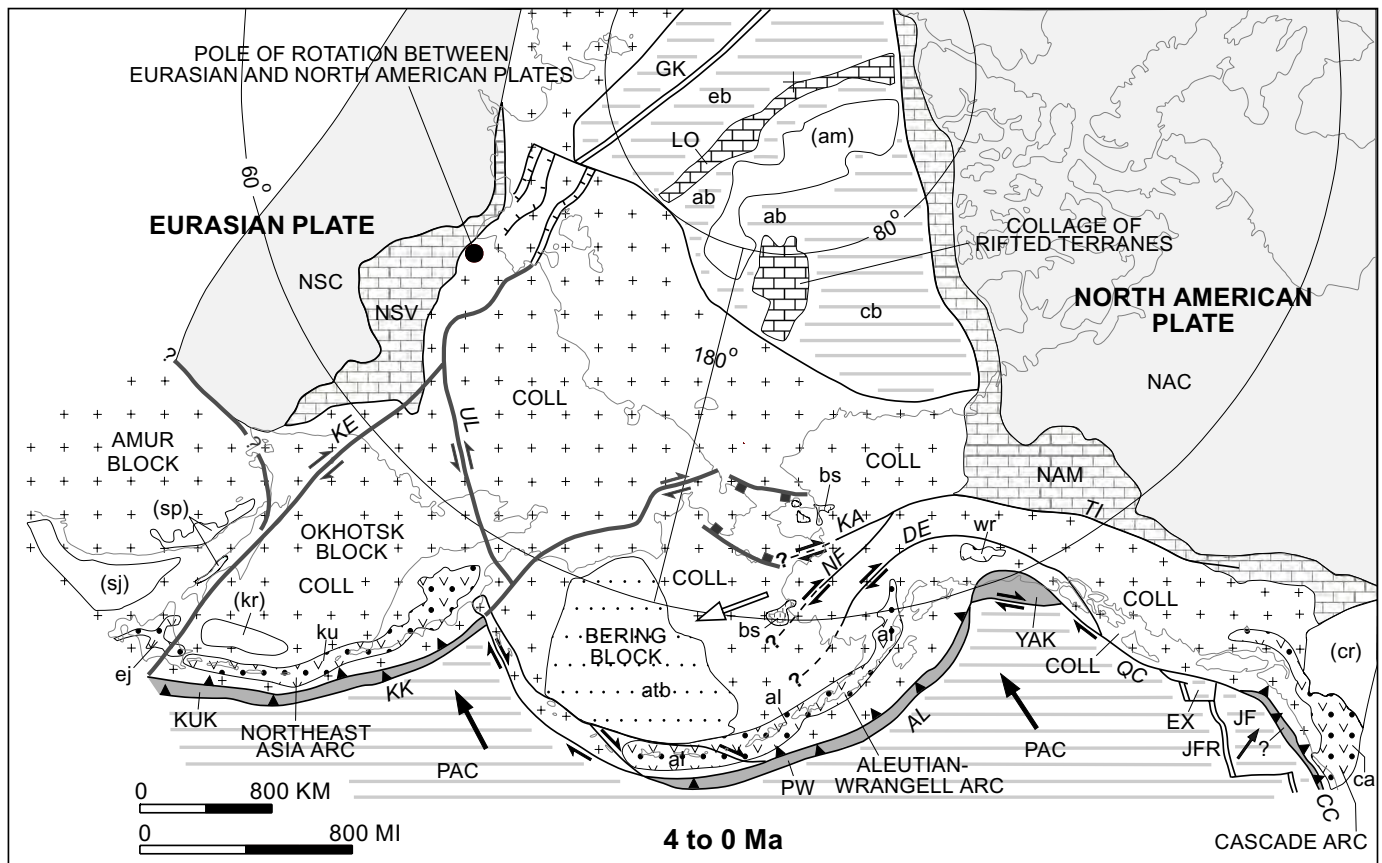 POLE OF ROTATION BETWEEN
EURASIAN AND NORTH AMERICAN PLATES
GK
eb
LO
(am)
ab
ab
60°
80°
EURASIAN PLATE
COLLAGE OF
RIFTED TERRANES
NSC
NSV
cb
NORTH AMERICAN
PLATE
180°
NAC
COLL
KE
UL
AMUR
BLOCK
COLL
bs
NAM
(sp)
KA
TI
OKHOTSK
BLOCK
DE
wr
NF
COLL
COLL
COLL
(sj)
(kr)
ku
bs
BERING
BLOCK
at
YAK
COLL
(cr)
ej
KK
atb
al
QC
KUK
NORTHEAST
ASIA ARC
AL
EX
JF
JFR
PAC
at
PW
ALEUTIAN-
WRANGELL ARC
PAC
ca
CC
0 800 KM
0 800 MI
4 to 0 Ma
CASCADE ARC
?
?
?
?
?
?